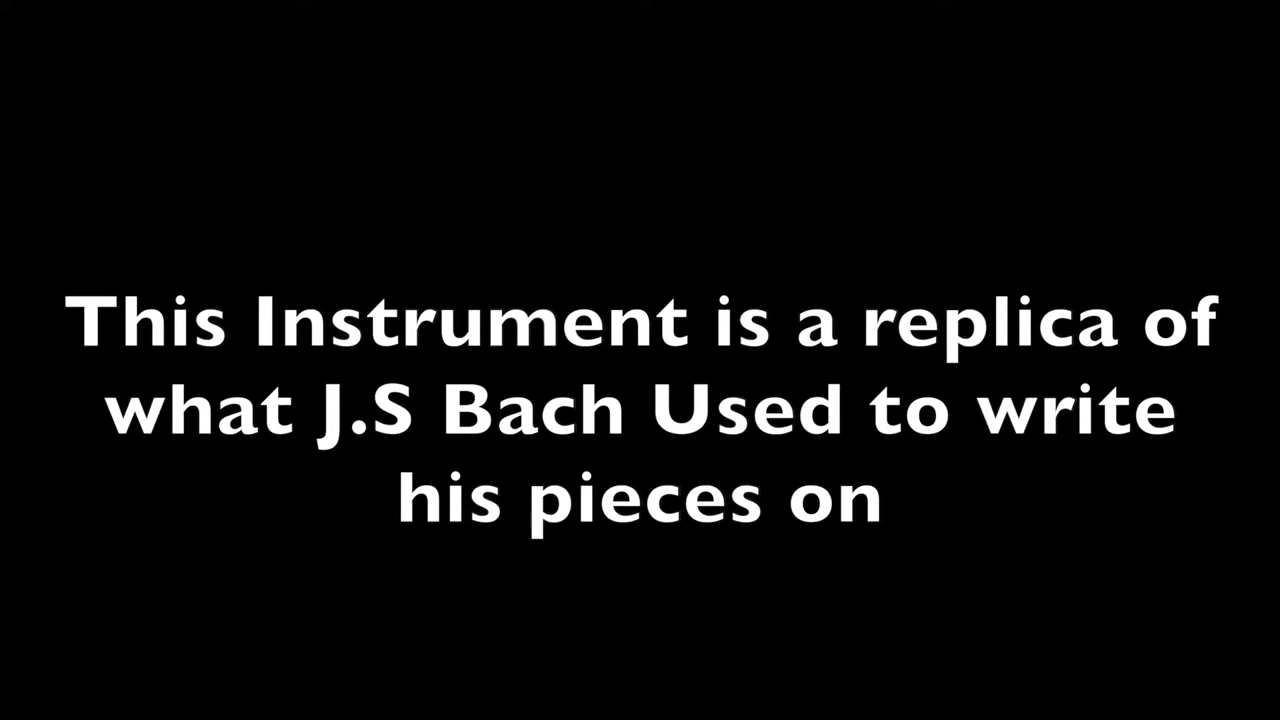 This Instrument is a replica of
what J.S Bach Used to write
his pieces on